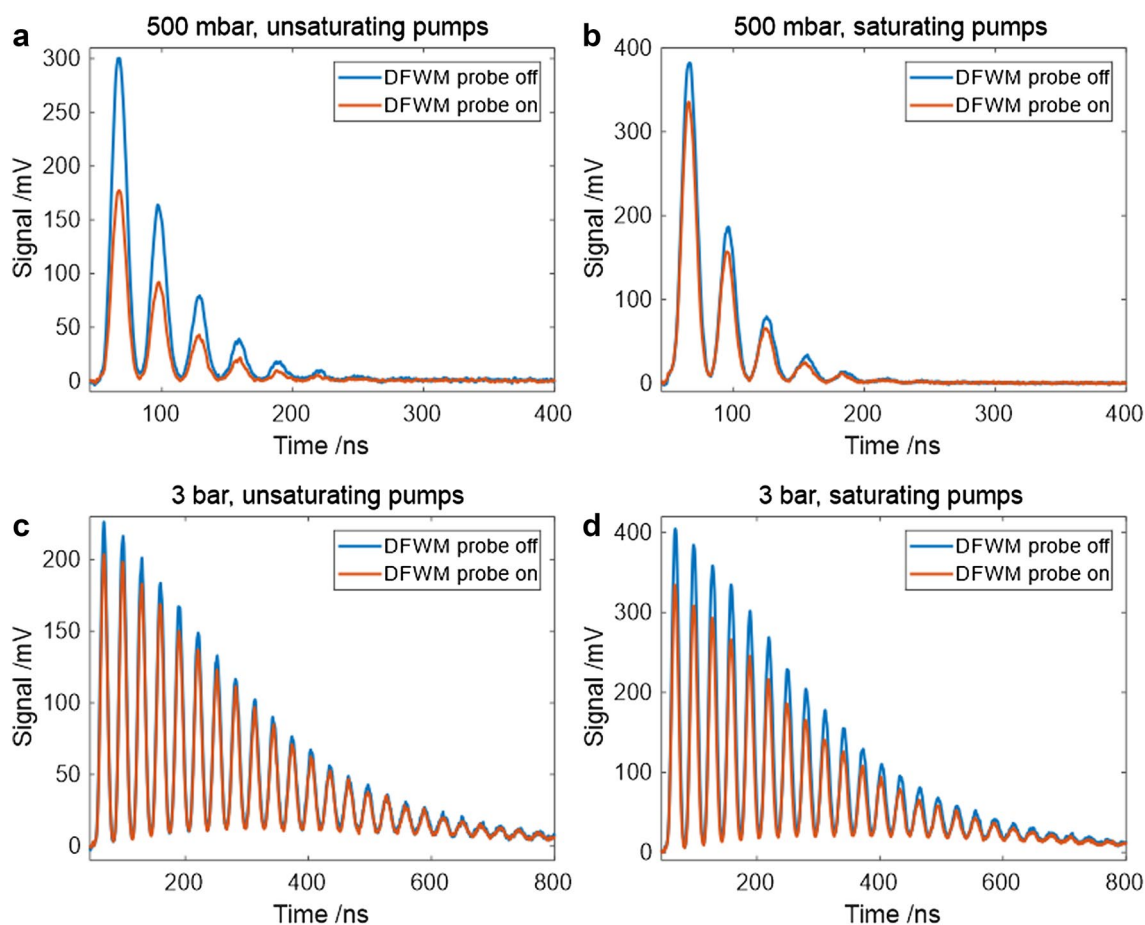 a
500 mbar, unsaturating pumps
DFWM probe off
DFWM probe on
Signal /mV
300
250
200
150
100
50
0
100
200
300
400
Time /ns
b
500 mbar, saturating pumps
DFWM probe off
DFWM probe on
Signal /mV
400
300
200
100
0
100
200
300
400
Time /ns
c
3 bar, unsaturating pumps
DFWM probe off
DFWM probe on
Signal /mV
200
150
100
50
0
200
400
600
800
Time /ns
d
3 bar, saturating pumps
DFWM probe off
DFWM probe on
Signal /mV
400
300
200
100
0
200
400
600
800
Time /ns